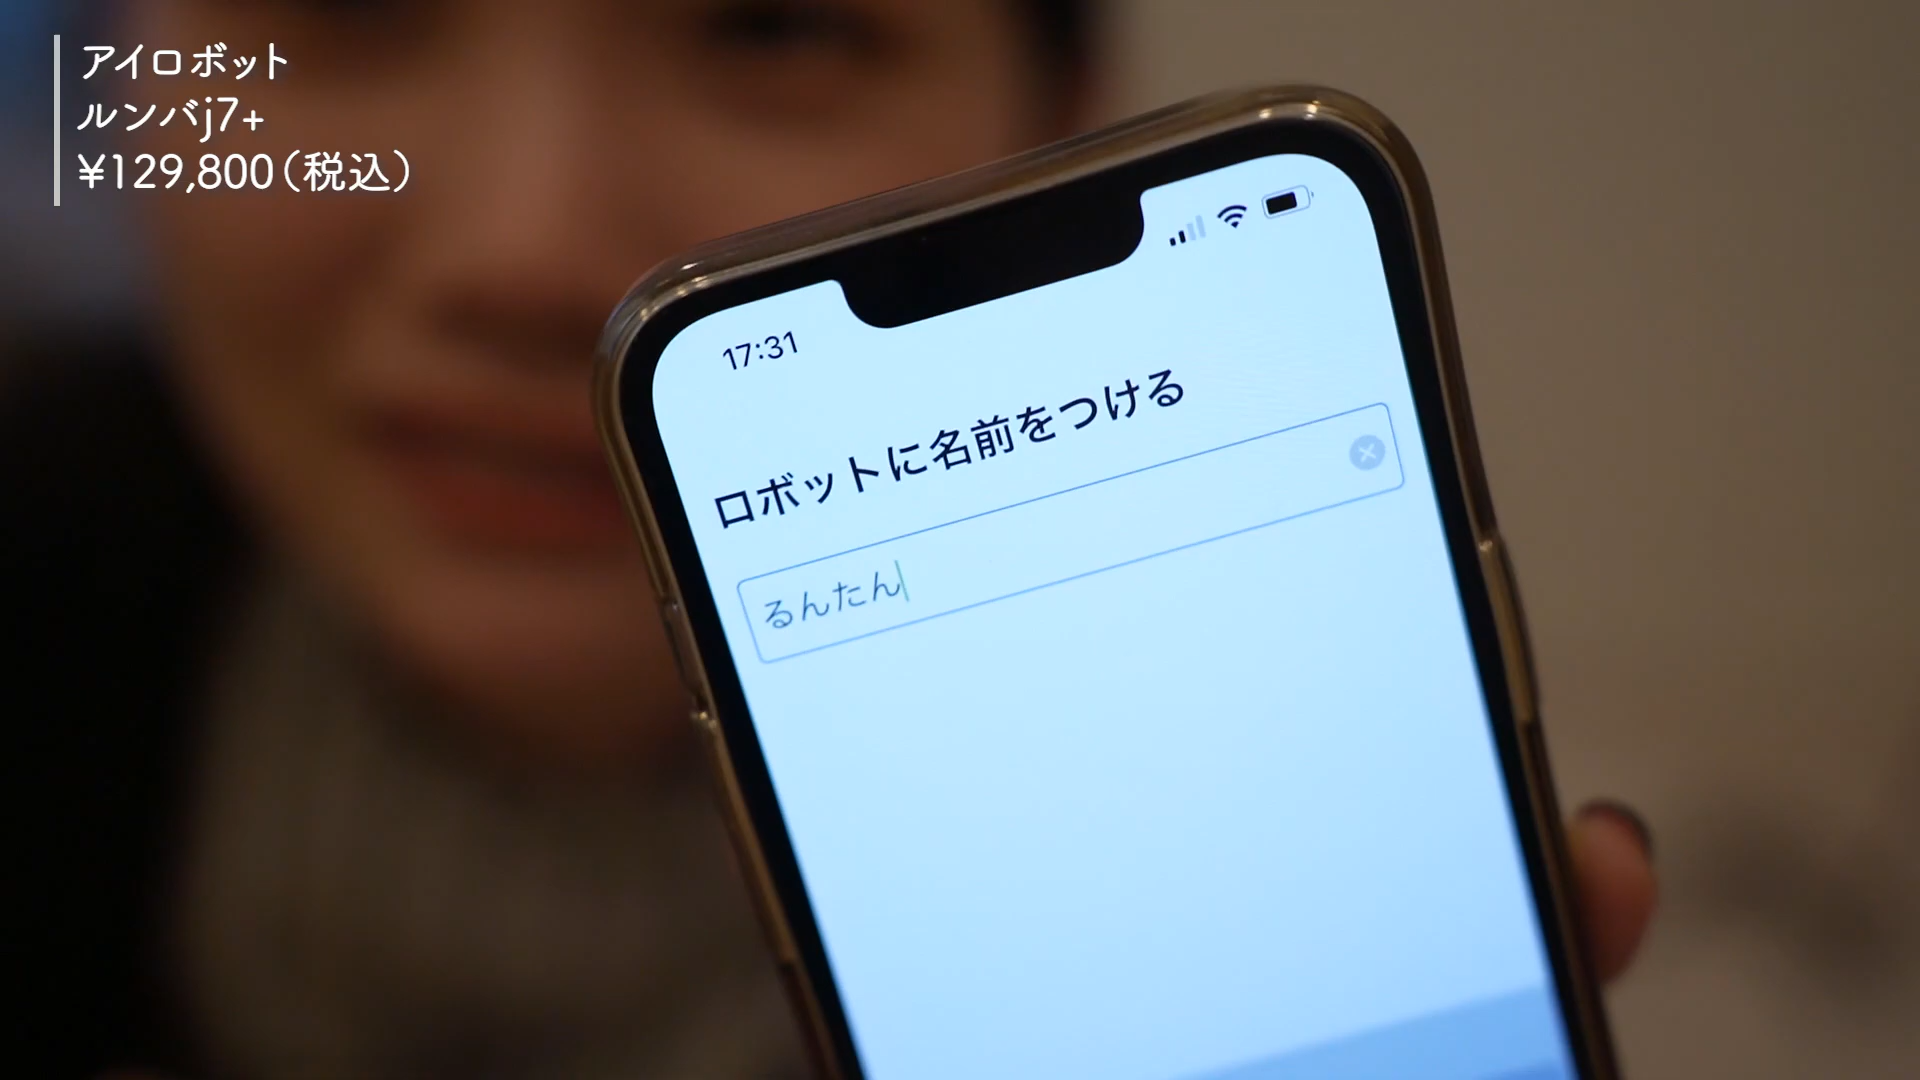 アイロボット
ルンバj7+
¥129,800(税込)
17:31
ロボットに名前をつける
るんたん